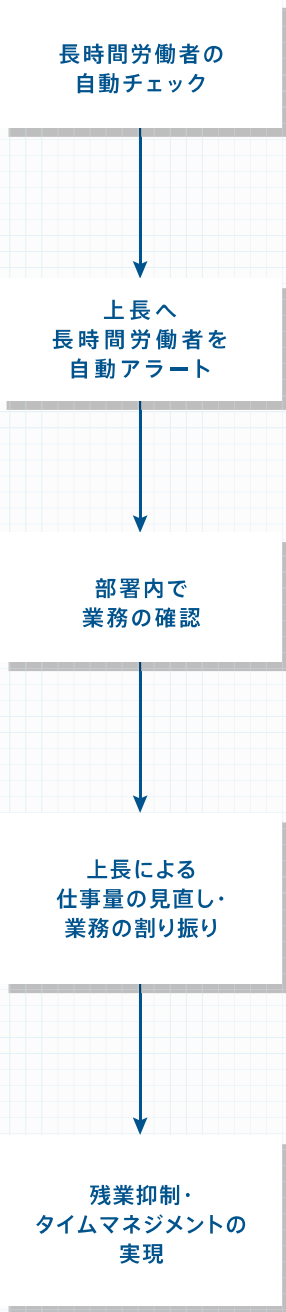 長時間労働者の
自動チェック
上長へ
長時間労働者を
自動アラート
部署内で
業務の確認
上長による
仕事量の見直し・
業務の割り振り
残業抑制・
タイムマネジメントの
実現